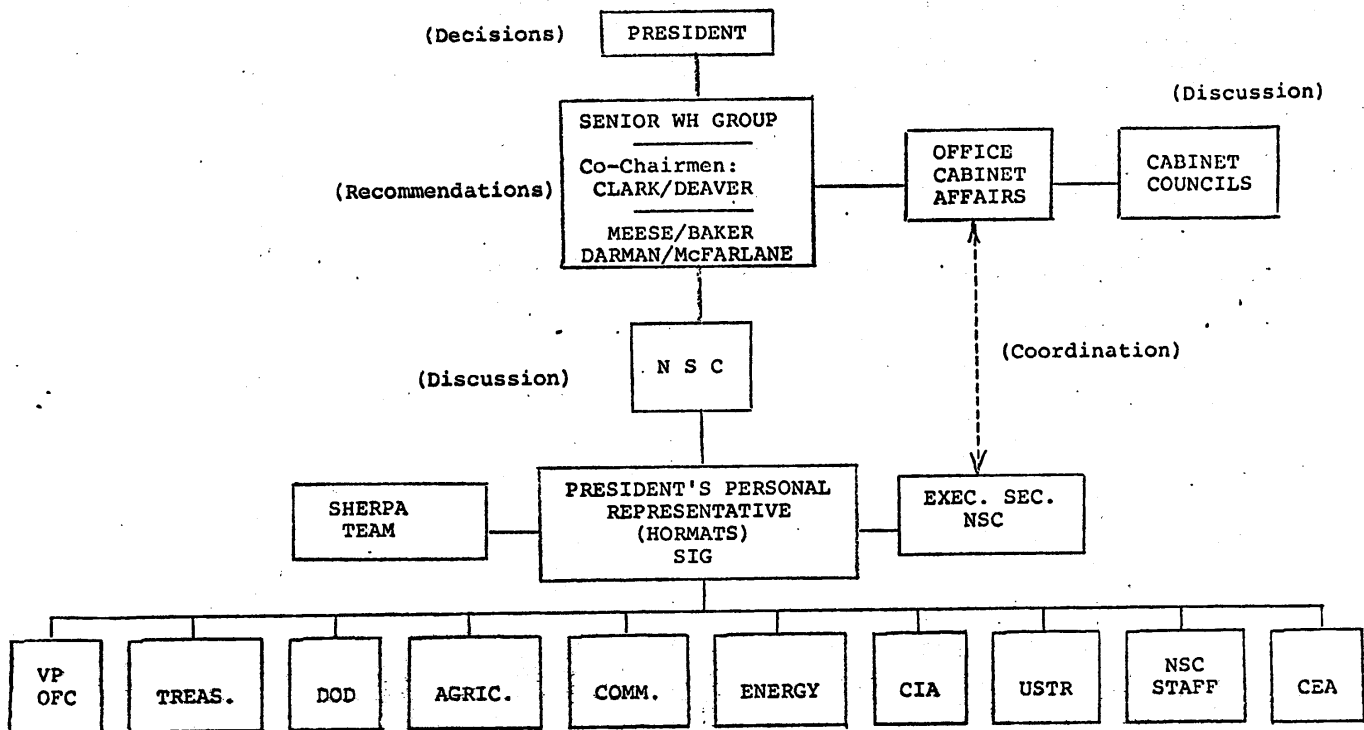 (Decisions)
PRESIDENT
(Discussion)
SENIOR WH GROUP
Co-Chairmen:
CLARK/DEAVER
MEESE/BAKER
DARMAN/McFARLANE
(Recommendations)
OFFICE
CABINET
AFFAIRS
CABINET
COUNCILS
(Discussion)
N S C
(Coordination)
SHERPA
TEAM
PRESIDENT'S PERSONAL
REPRESENTATIVE
(HORMATS)
SIG
EXEC. SEC.
NSC
VP
OFC
TREAS.
DOD
AGRIC.
COMM.
ENERGY
CIA
USTR
NSC
STAFF
CEA